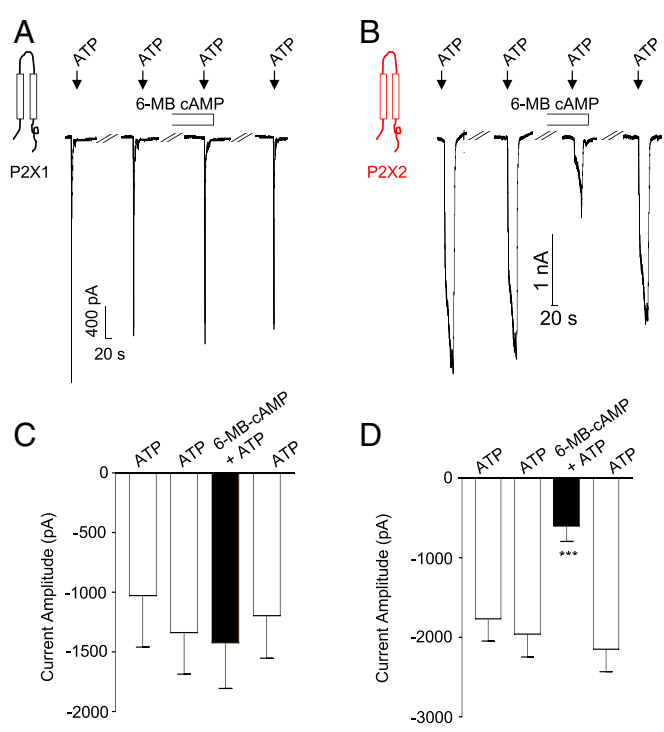 A
ATP ATP ATP ATP
6-MB cAMP
P2X1
400 pA
20 s
B
ATP ATP ATP ATP
6-MB cAMP
P2X2
1 nA
20 s
C
ATP ATP 6-MB-cAMP + ATP ATP
Current Amplitude (pA)
0
-500
-1000
-1500
-2000
D
ATP ATP 6-MB-cAMP + ATP ATP
Current Amplitude (pA)
0
-1000
-2000
-3000
***